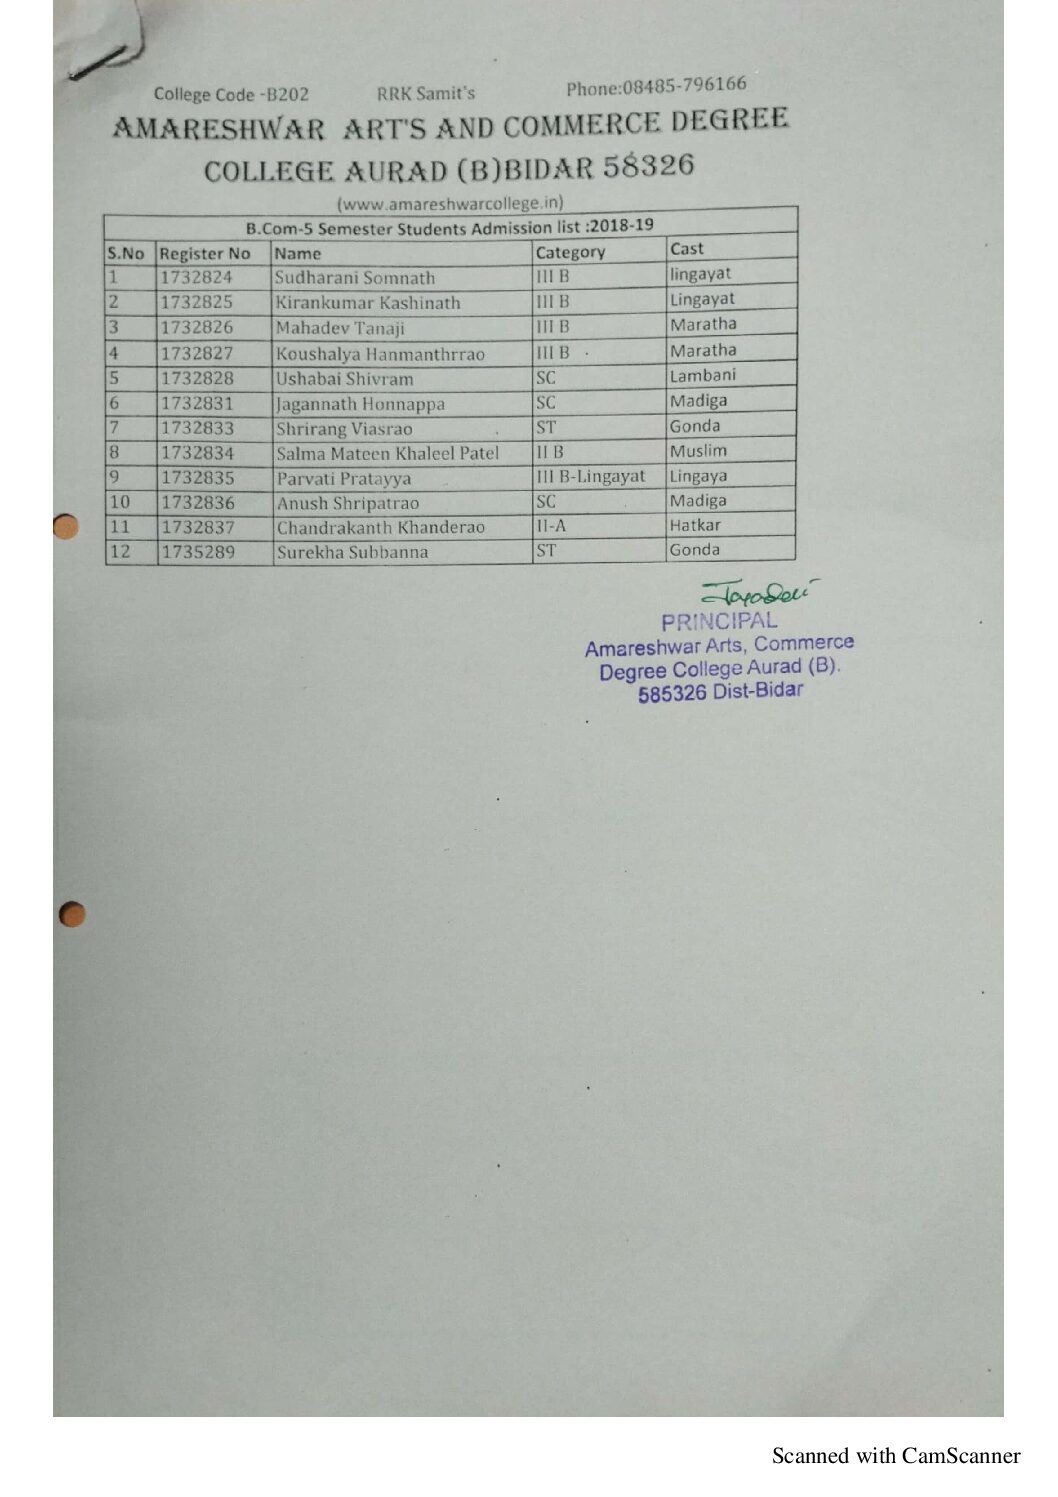 College Code -B202 RRK Samit's Phone:08485-796166
AMARESHWAR ART'S AND COMMERCE DEGREE
COLLEGE AURAD (B)BIDAR 58326
(www.amareshwarcollege.in)
B.Com-5 Semester Students Admission list :2018-19
S.No Register No Name Category Cast
1 1732824 Sudharani Somnath III B lingayat
2 1732825 Kirankumar Kashinath III B Lingayat
3 1732826 Mahadev Tanaji III B Maratha
4 1732827 Koushalya Hanmanthrrao III B Maratha
5 1732828 Ushabai Shivram SC Lambani
6 1732831 Jagannath Honnappa SC Madiga
7 1732833 Shrirang Viasrao ST Gonda
8 1732834 Salma Mateen Khaleel Patel II B Muslim
9 1732835 Parvati Pratayya III B-Lingayat Lingaya
10 1732836 Anush Shripatrao SC Madiga
11 1732837 Chandrakanth Khanderao II-A Hatkar
12 1735289 Surekha Subbanna ST Gonda
PRINCIPAL
Amareshwar Arts, Commerce
Degree College Aurad (B).
585326 Dist-Bidar
Scanned with CamScanner